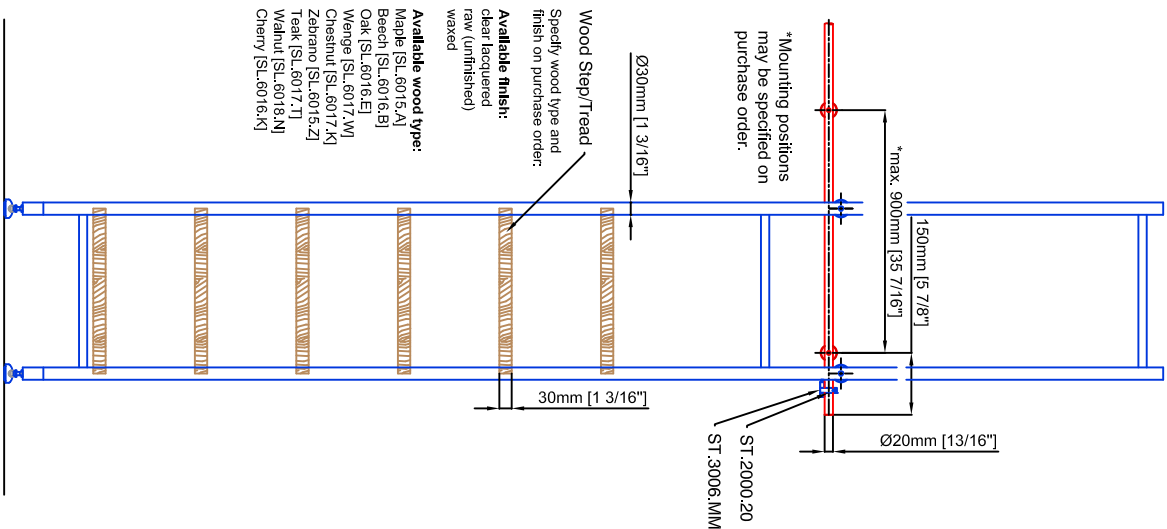 *Mounting positions
may be specified on
purchase order.
*max. 900mm [35 7/16"]
150mm [5 7/8"]
Ø20mm [13/16"]
ST.2000.20
ST.3006.MM
Ø30mm [1 3/16"]
30mm [1 3/16"]
Wood Step/Tread
Specify wood type and
finish on purchase order:
Available finish:
clear lacquered
raw (unfinished)
waxed
Available wood type:
Maple [SL.6015.A]
Beech [SL.6016.B]
Oak [SL.6016.E]
Wenge [SL.6017.W]
Chestnut [SL.6017.K]
Zebrano [SL.6015.Z]
Teak [SL.6017.T]
Walnut [SL.6018.N]
Cherry [SL.6016.K]